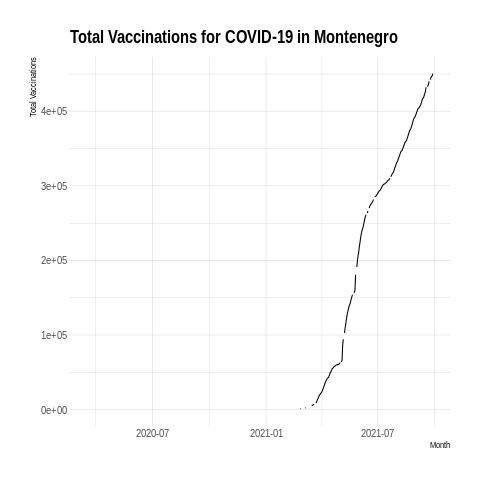 Total Vaccinations for COVID-19 in Montenegro
Total Vaccinations
4e+05
3e+05
2e+05
1e+05
0e+00
2020-07
2021-01
2021-07
Month